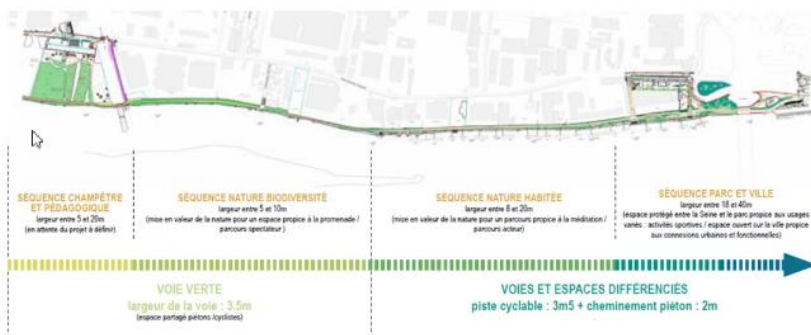 SÉQUENCE CHAMPÊTRE
ET PÉDAGOGIQUE
largeur entre 5 et 20m
(en attente du projet à définir)
SÉQUENCE NATURE BIODIVERSITÉ
largeur entre 5 et 10m
(mise en valeur de la nature pour un espace propice à la promenade /
parcours spectateur )
SÉQUENCE NATURE HABITÉE
largeur entre 8 et 20m
(mise en valeur de la nature pour un parcours propice à la méditation /
parcours acteur)
SÉQUENCE PARC ET VILLE
largeur entre 18 et 40m
(espace protégé entre la Seine et le parc propice aux usages
variés : activités sportives / espace ouvert sur la ville propice
aux connexions urbaines et fonctionnelles)
VOIE VERTE
largeur de la voie : 3.5m
(espace partagé piétons /cyclistes)
VOIES ET ESPACES DIFFÉRENCIÉS
piste cyclable : 3m5 + cheminement piéton : 2m